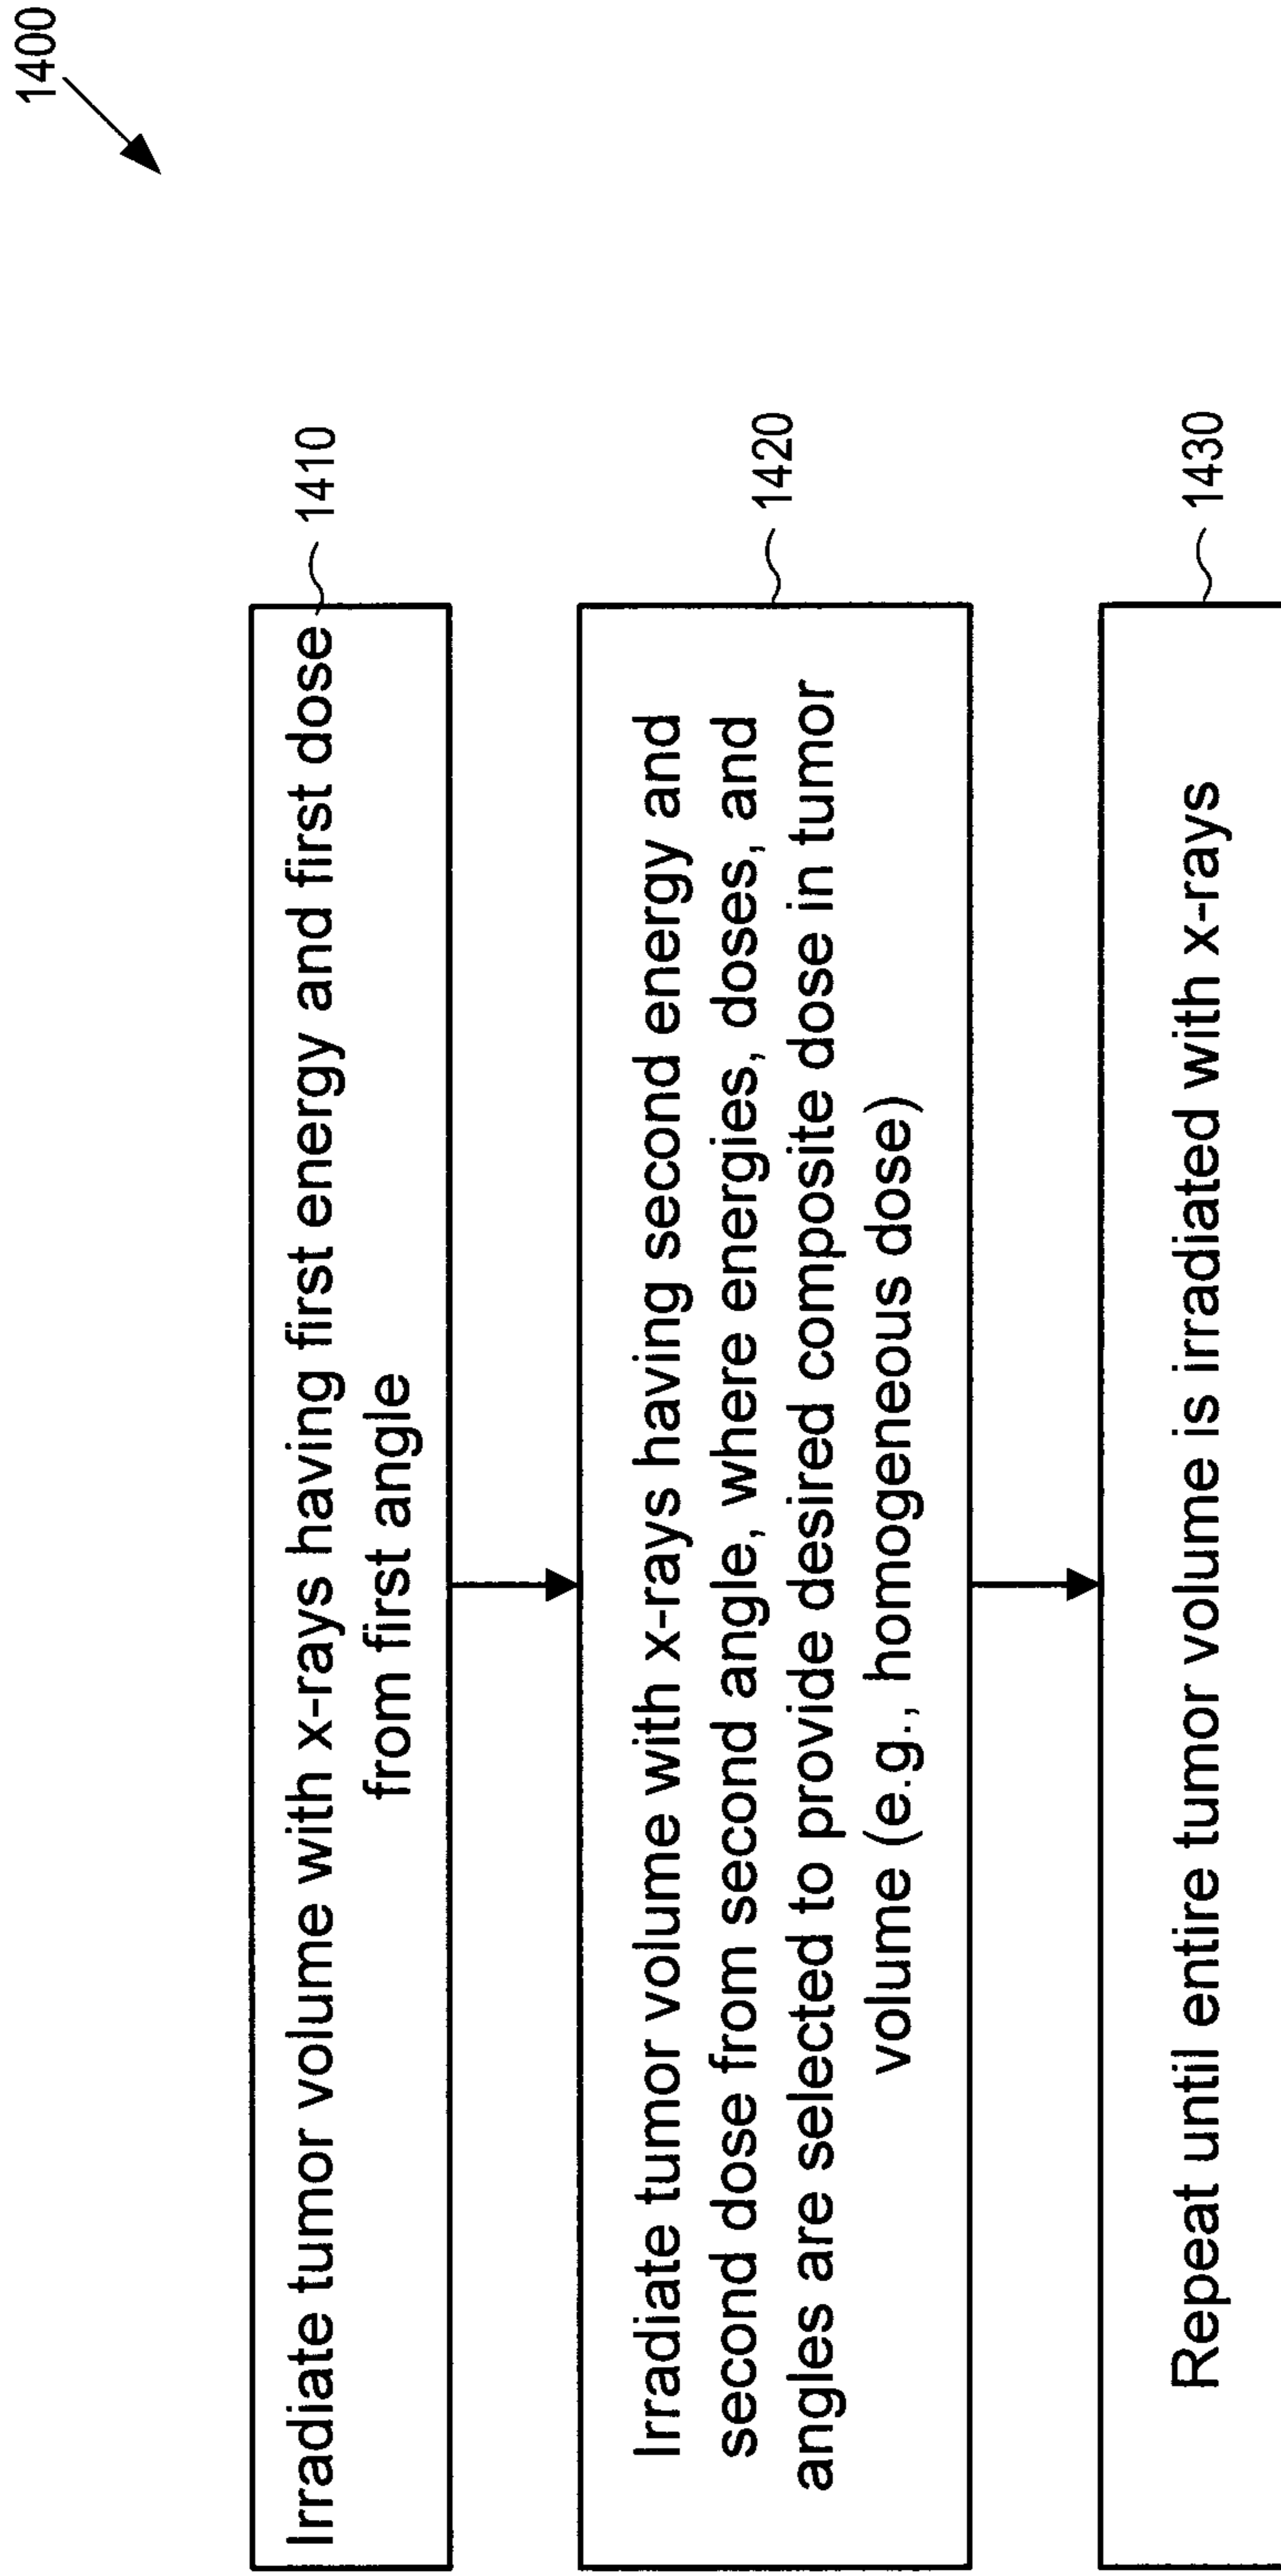 1400
Irradiate tumor volume with x-rays having first energy and first dose
from first angle
1410
Irradiate tumor volume with x-rays having second energy and
second dose from second angle, where energies, doses, and
angles are selected to provide desired composite dose in tumor
volume (e.g., homogeneous dose)
1420
Repeat until entire tumor volume is irradiated with x-rays
1430